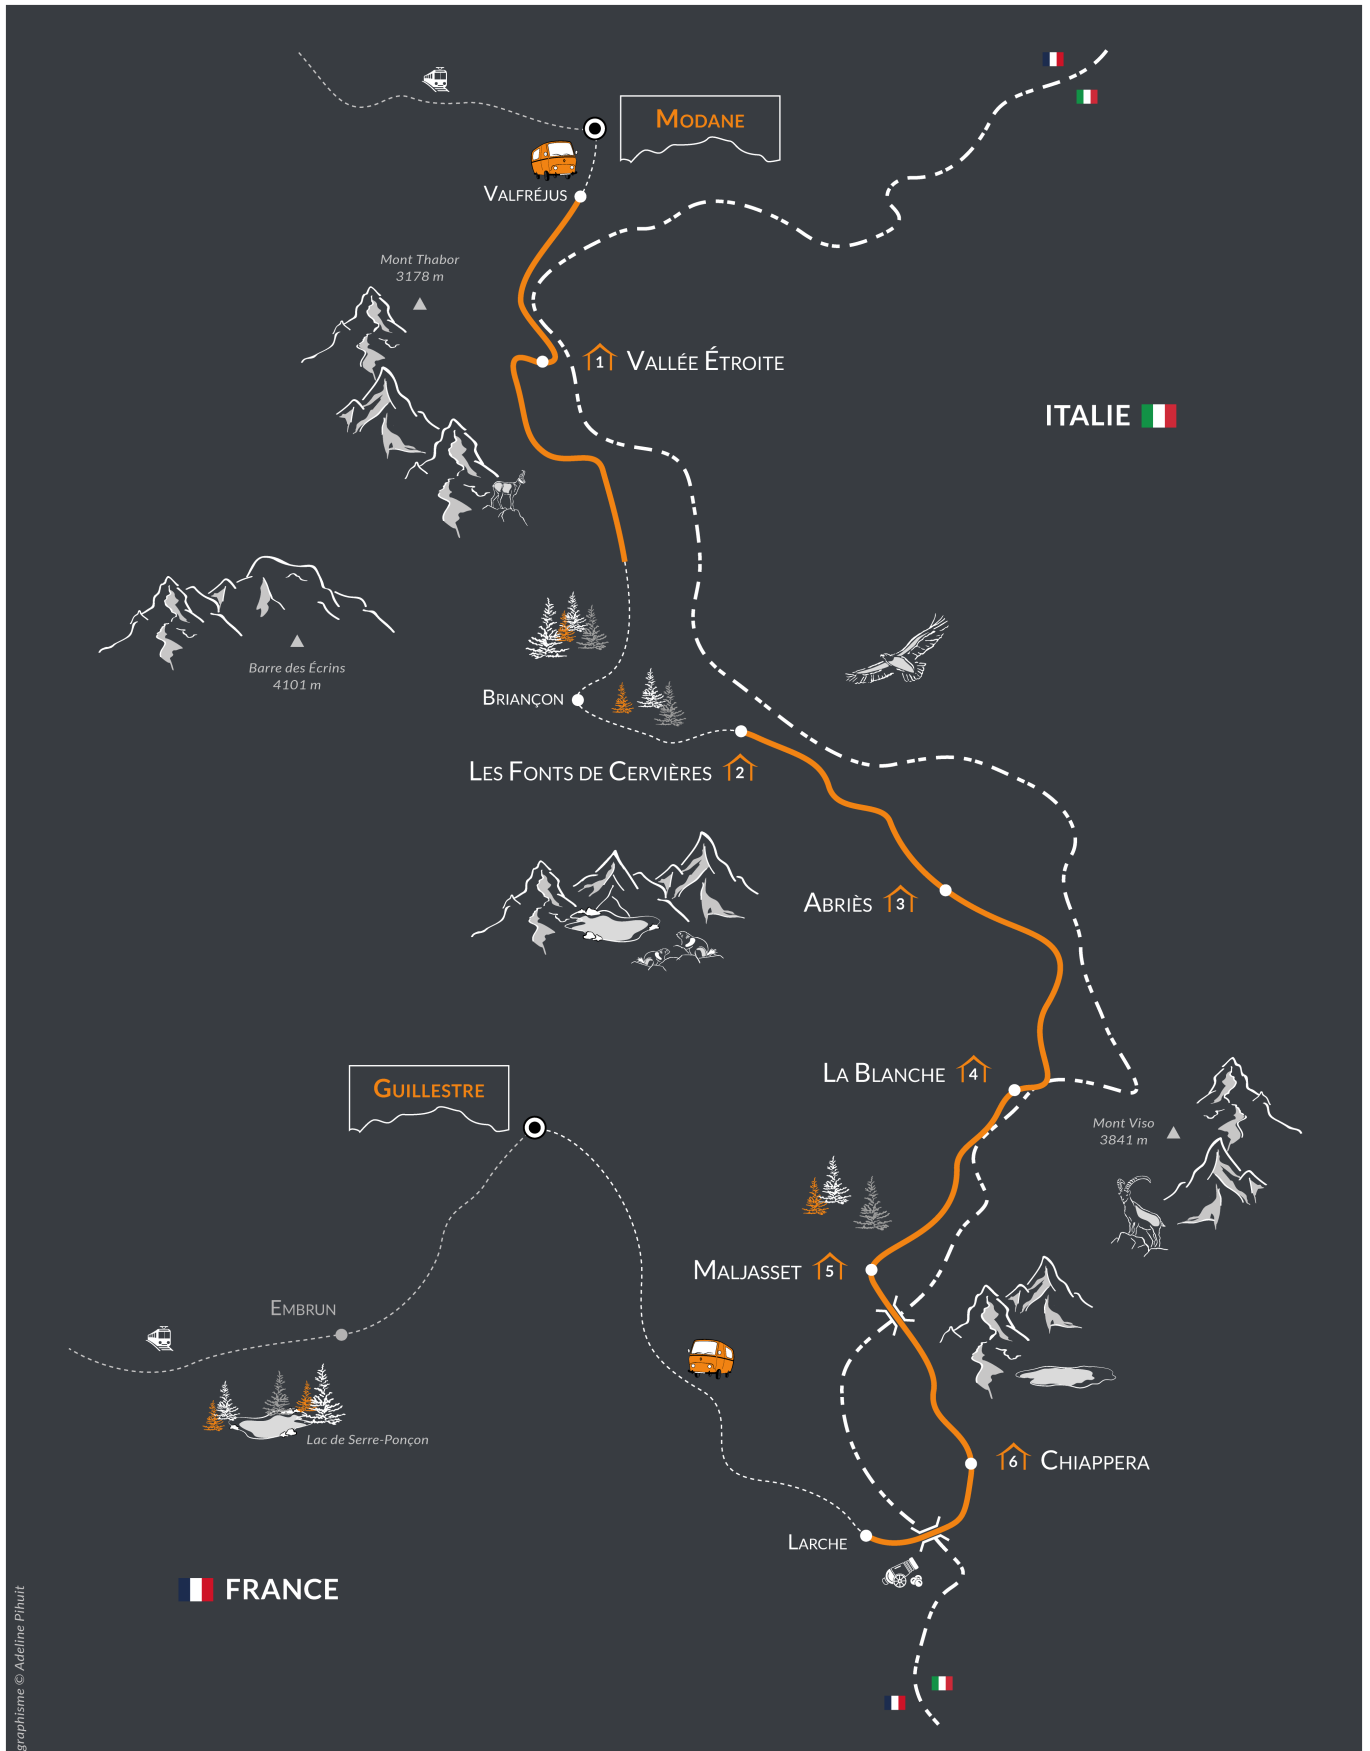 MODANE
VALFRÉJUS
Mont Thabor
3178 m
1 VALLÉE ÉTROITE
ITALIE
Barre des Écrins
4101 m
BRIANÇON
LES FONTS DE CERVIÈRES 2
ABRIÈS 3
LA BLANCHE 4
GUILLESTRE
Mont Viso
3841 m
MALJASSET 5
EMBRUN
Lac de Serre-Ponçon
6 CHIAPPERA
LARCHE
FRANCE
graphisme © Adeline Pihuit